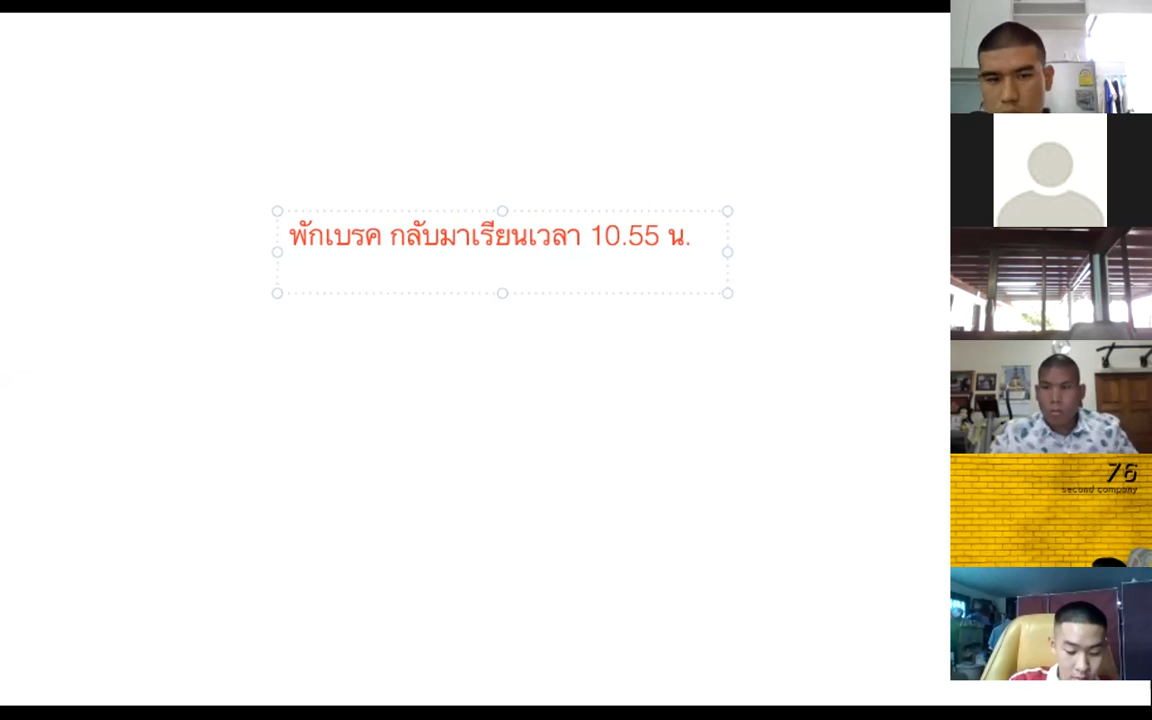 พักเบรค กลับมาเรียนเวลา 10.55 น.
76
second company